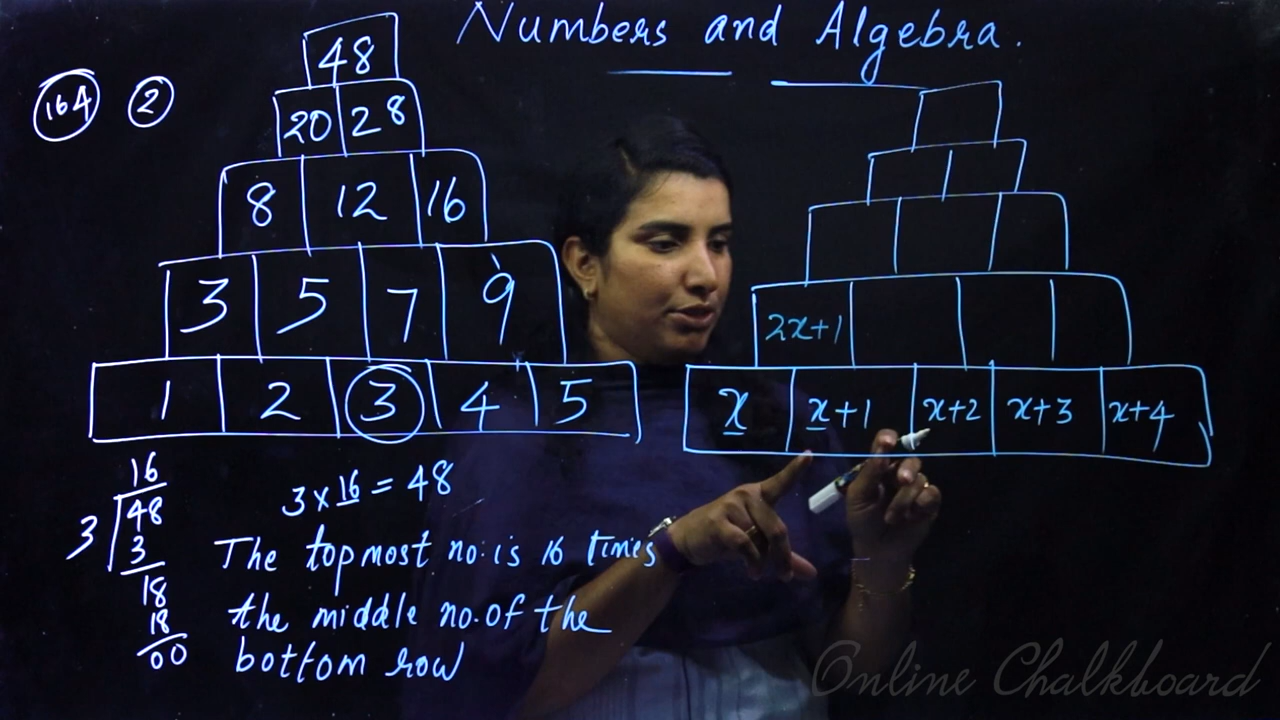 Numbers and Algebra.
164 2
48
20 28
8 12 16
3 5 7 9
1 2 3 4 5
2x+1
x x+1 x+2 x+3 x+4
16
3 48
3
18
18
00
3 x 16 = 48
The topmost no: is 16 times
the middle no. of the
bottom row
Online Chalkboard